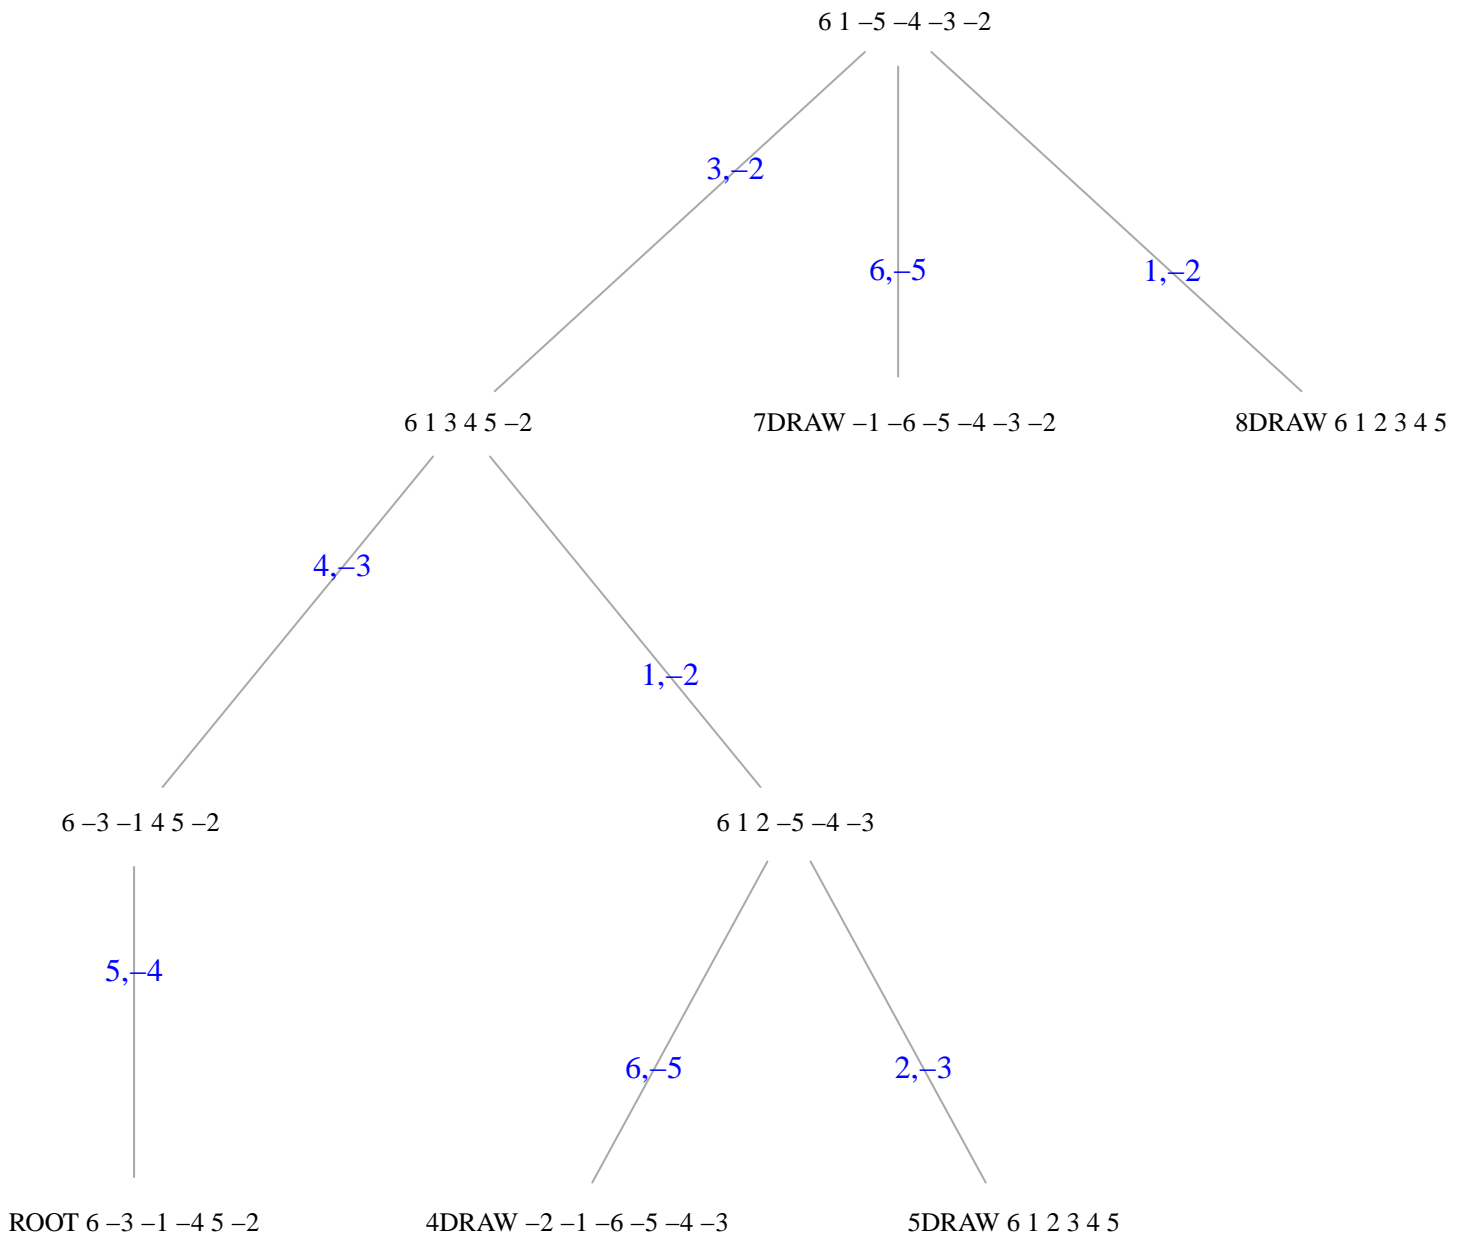 6 1 –5 –4 –3 –2
3,–2
6,–5
1,–2
6 1 3 4 5 –2
7DRAW –1 –6 –5 –4 –3 –2
8DRAW 6 1 2 3 4 5
4,–3
1,–2
6 –3 –1 4 5 –2
6 1 2 –5 –4 –3
5,–4
6,–5
2,–3
ROOT 6 –3 –1 –4 5 –2
4DRAW –2 –1 –6 –5 –4 –3
5DRAW 6 1 2 3 4 5